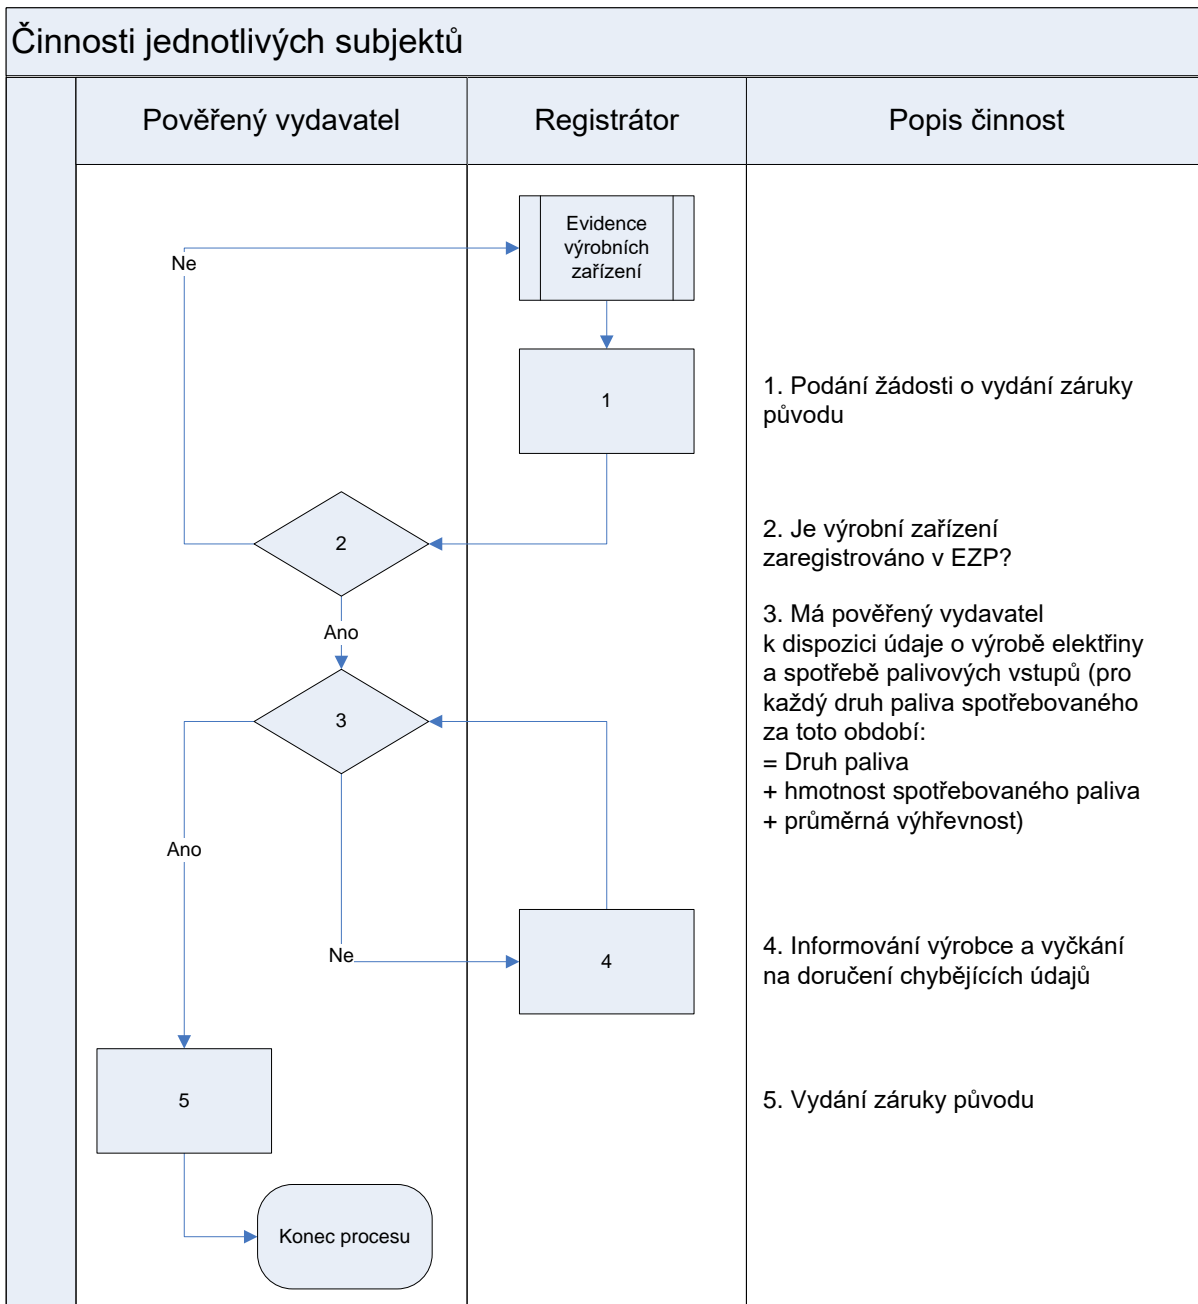 Činnosti jednotlivých subjektů
Pověřený vydavatel
Registrátor
Popis činnost
Evidence
výrobních
zařízení
Ne
1
1. Podání žádosti o vydání záruky
původu
2
2. Je výrobní zařízení
zaregistrováno v EZP?
Ano
3
3. Má pověřený vydavatel
k dispozici údaje o výrobě elektřiny
a spotřebě palivových vstupů (pro
každý druh paliva spotřebovaného
za toto období:
= Druh paliva
+ hmotnost spotřebovaného paliva
+ průměrná výhřevnost)
Ano
Ne
4
4. Informování výrobce a vyčkání
na doručení chybějících údajů
5
5. Vydání záruky původu
Konec procesu